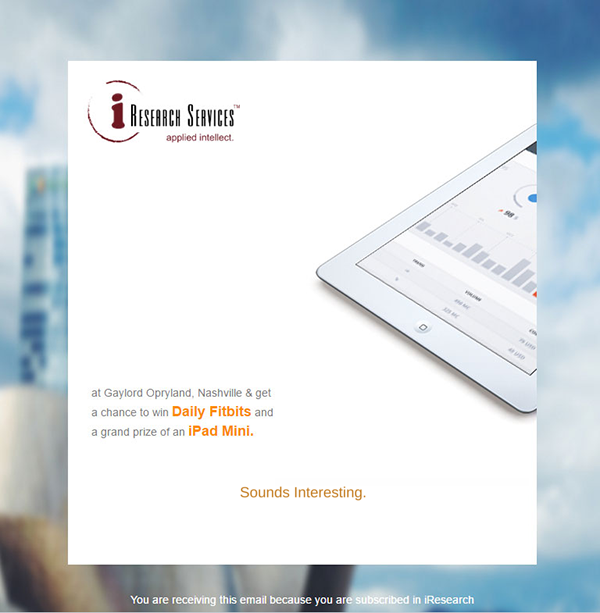 i RESEARCH SERVICES™
applied intellect.
98
at Gaylord Opryland, Nashville & get
a chance to win Daily Fitbits and
a grand prize of an iPad Mini.
Sounds Interesting.
You are receiving this email because you are subscribed in iResearch